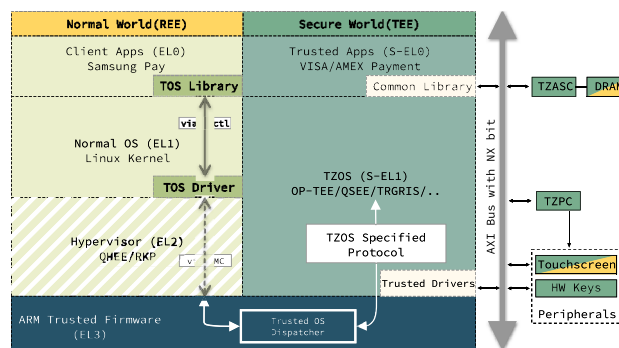 Normal World(REE)
Secure World(TEE)
Client Apps (EL0)
Samsung Pay
Trusted Apps (S-EL0)
VISA/AMEX Payment
TOS Library
Common Library
TZASC
via
Normal OS (EL1)
Linux Kernel
TOS Driver
TZOS (S-EL1)
OP-TEE/QSEE/TRGRIS/..
AXI Bus with NX bit
TZPC
Hypervisor (EL2)
QHEE/RKP
TZOS Specified
Protocol
Trusted Drivers
Touchscreen
HW Keys
Peripherals
ARM Trusted Firmware
(EL3)
Trusted OS
Dispatcher